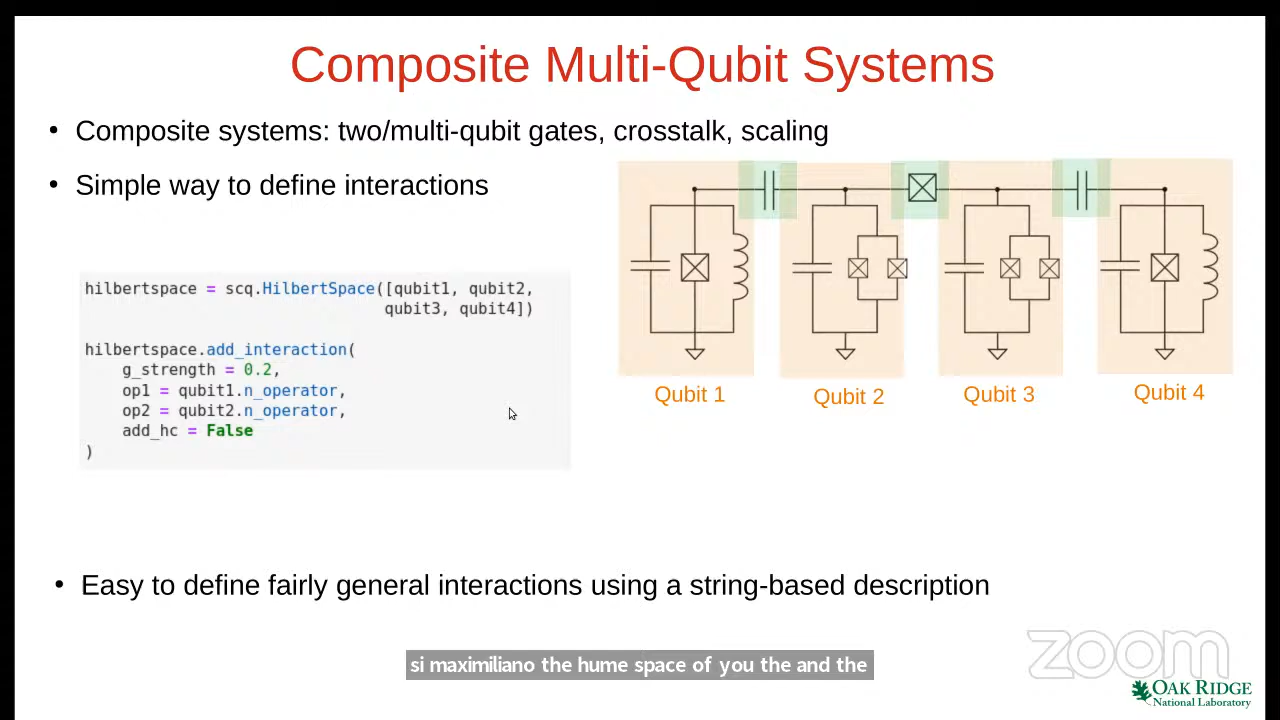 Composite Multi-Qubit Systems
• Composite systems: two/multi-qubit gates, crosstalk, scaling
• Simple way to define interactions
hilbertspace = scq.HilbertSpace([qubit1, qubit2,
qubit3, qubit4])
hilbertspace.add_interaction(
g_strength = 0.2,
op1 = qubit1.n_operator,
op2 = qubit2.n_operator,
add_hc = False
)
Qubit 1
Qubit 2
Qubit 3
Qubit 4
• Easy to define fairly general interactions using a string-based description
si maximiliano the hume space of you the and the
zoom
OAK RIDGE
National Laboratory